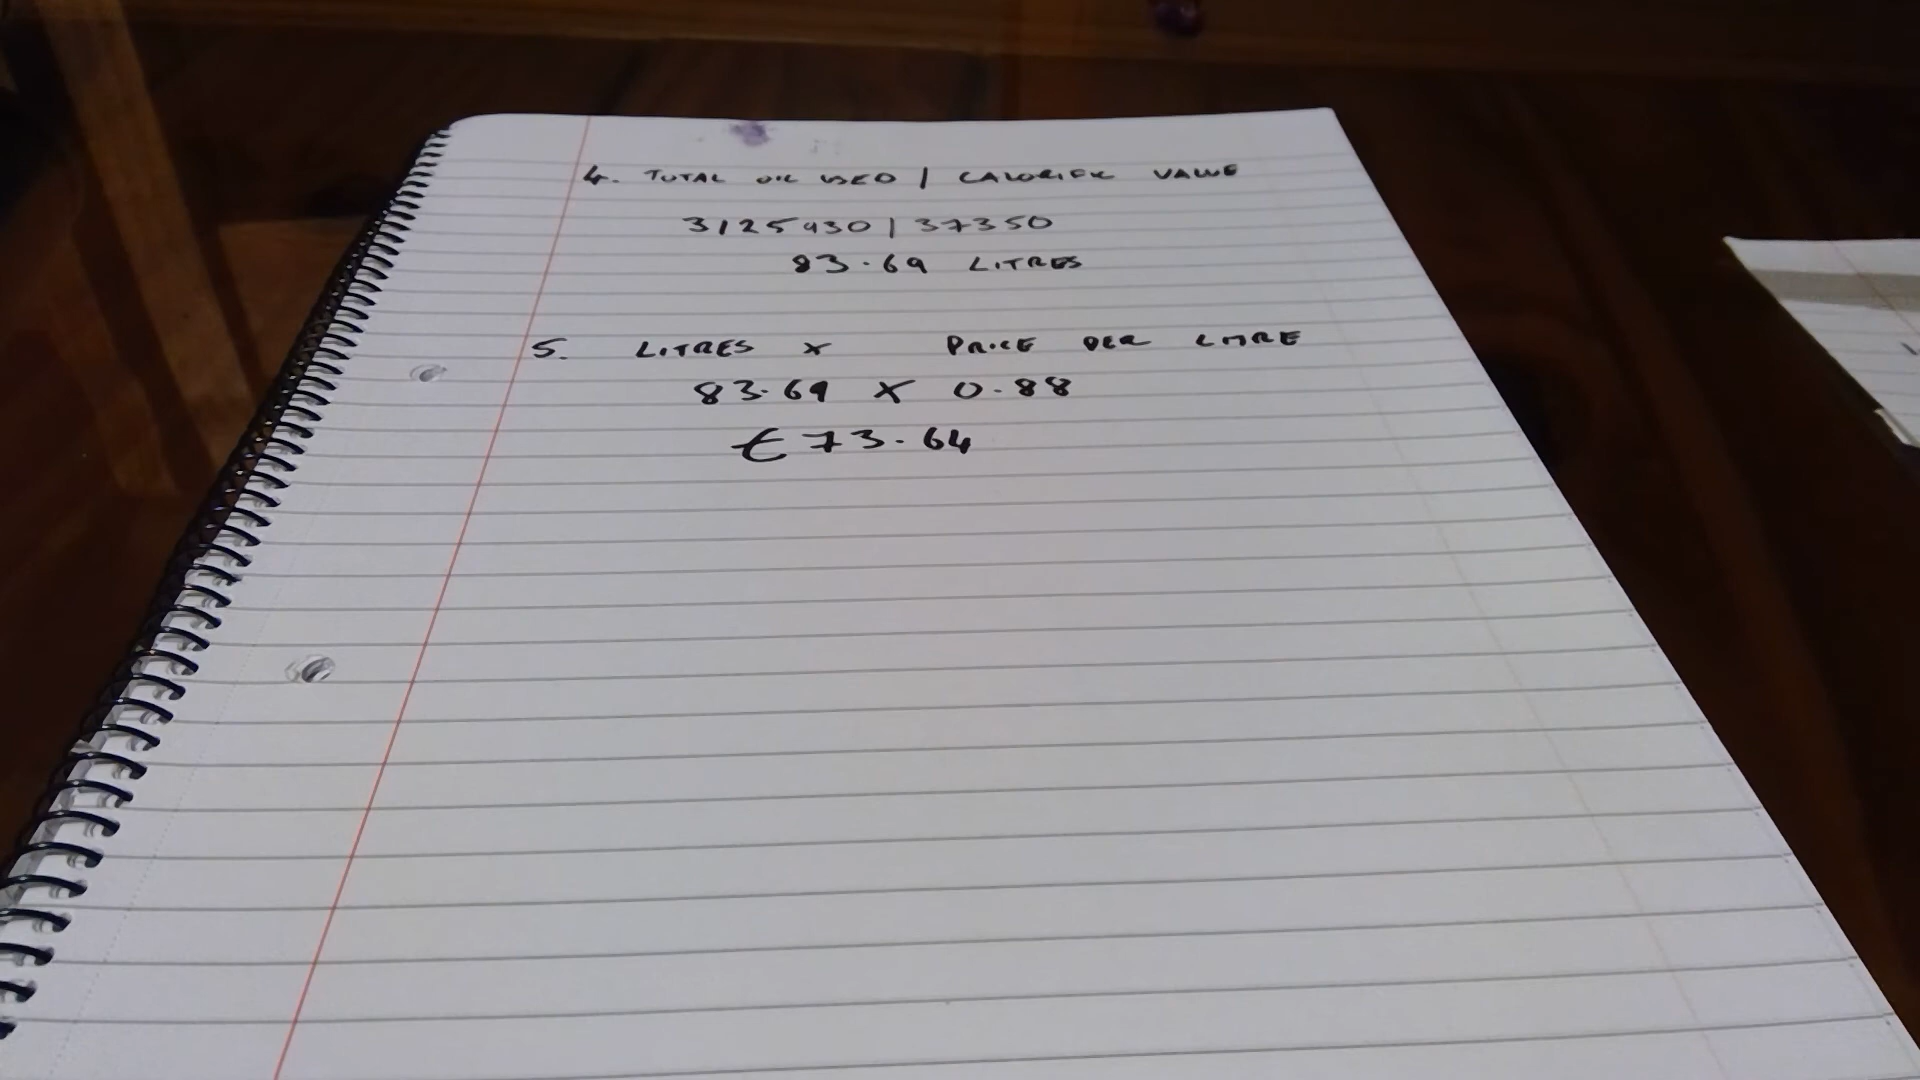 4. TOTAL OIL USED / CALORIFIC VALUE
3125930 / 37350
83.69 LITRES
5. LITRES X PRICE PER LITRE
83.69 X 0.88
€73.64